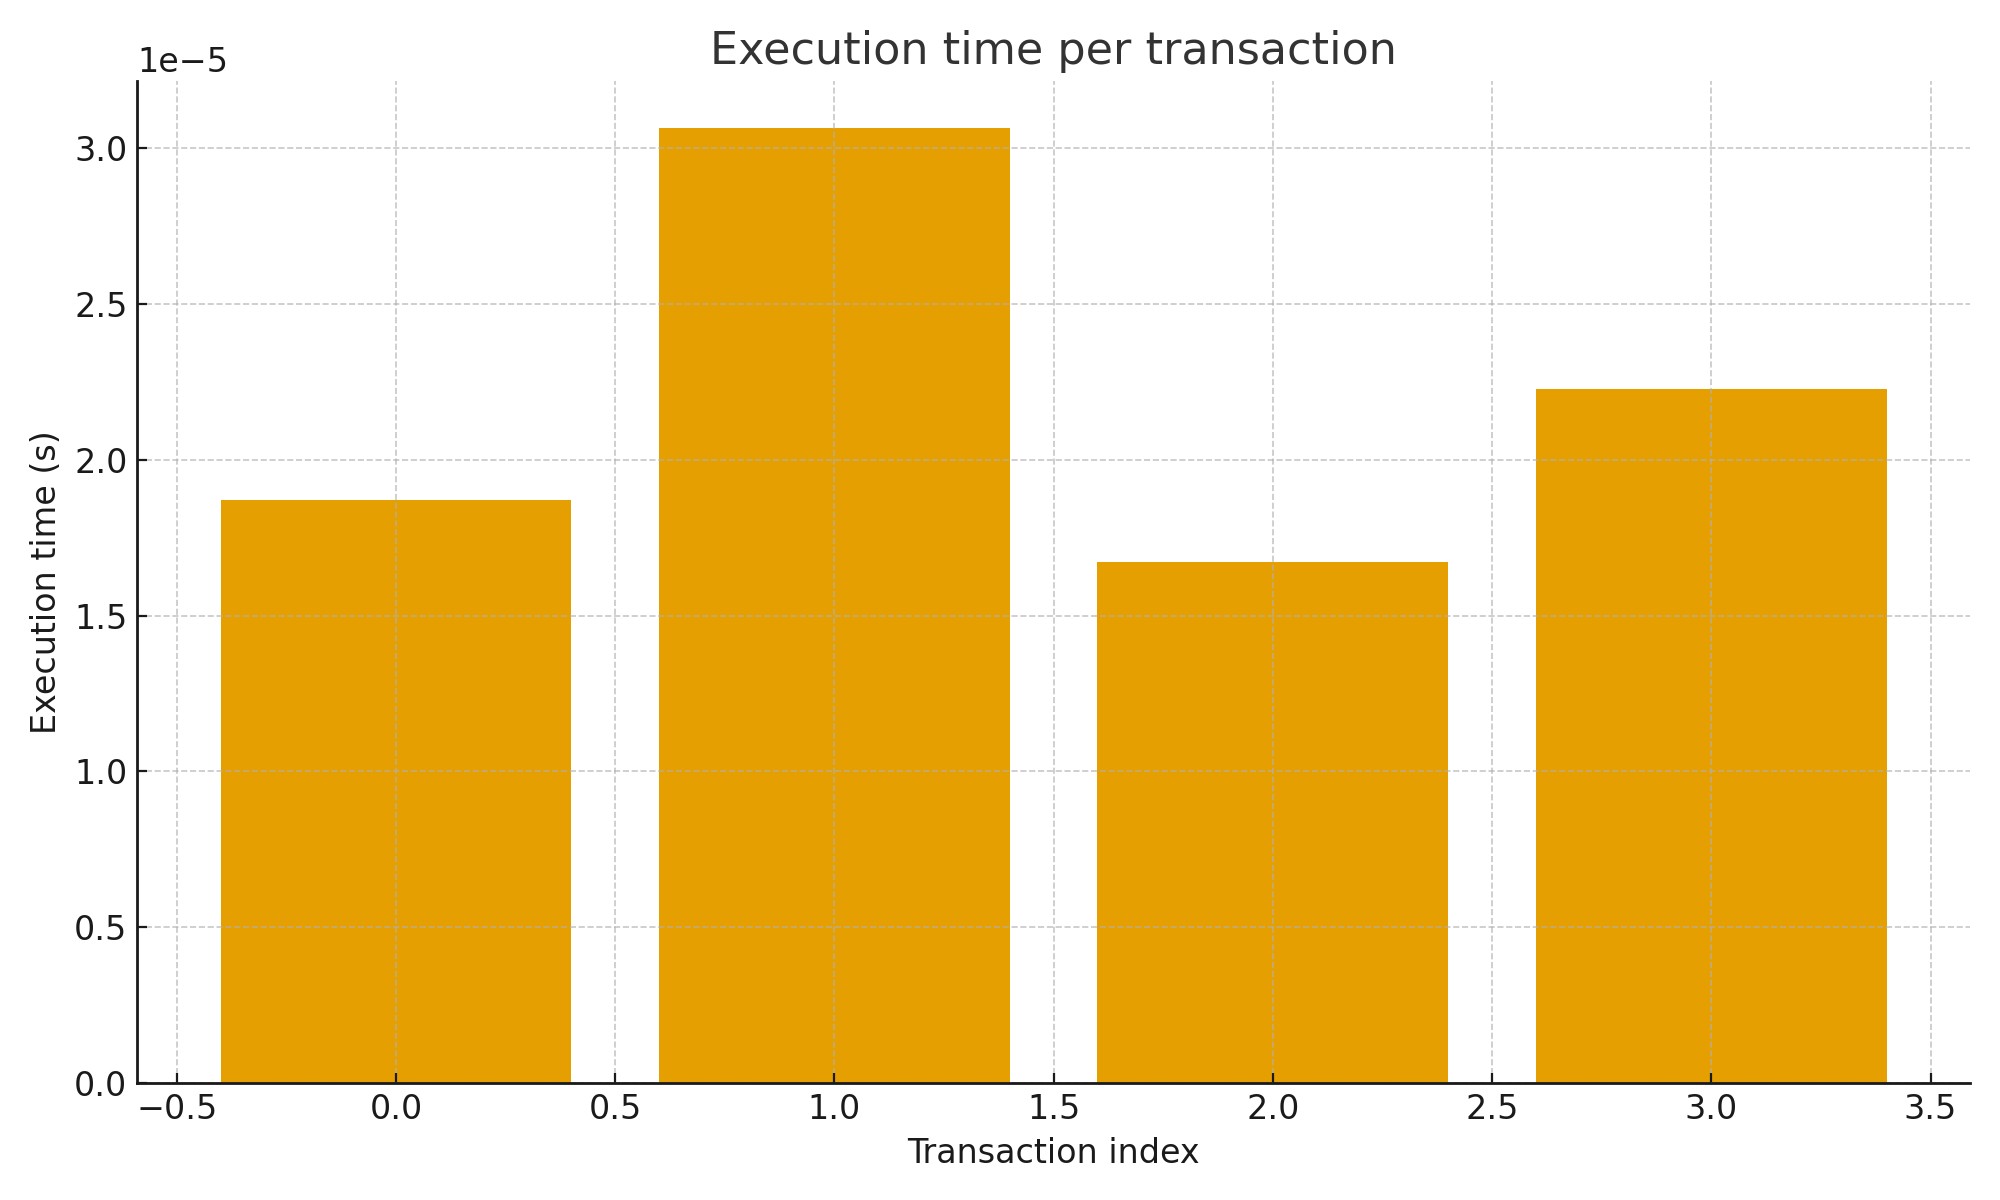 Execution time per transaction
1e−5
3.0
2.5
2.0
1.5
1.0
0.5
0.0
Execution time (s)
−0.5 0.0 0.5 1.0 1.5 2.0 2.5 3.0 3.5
Transaction index